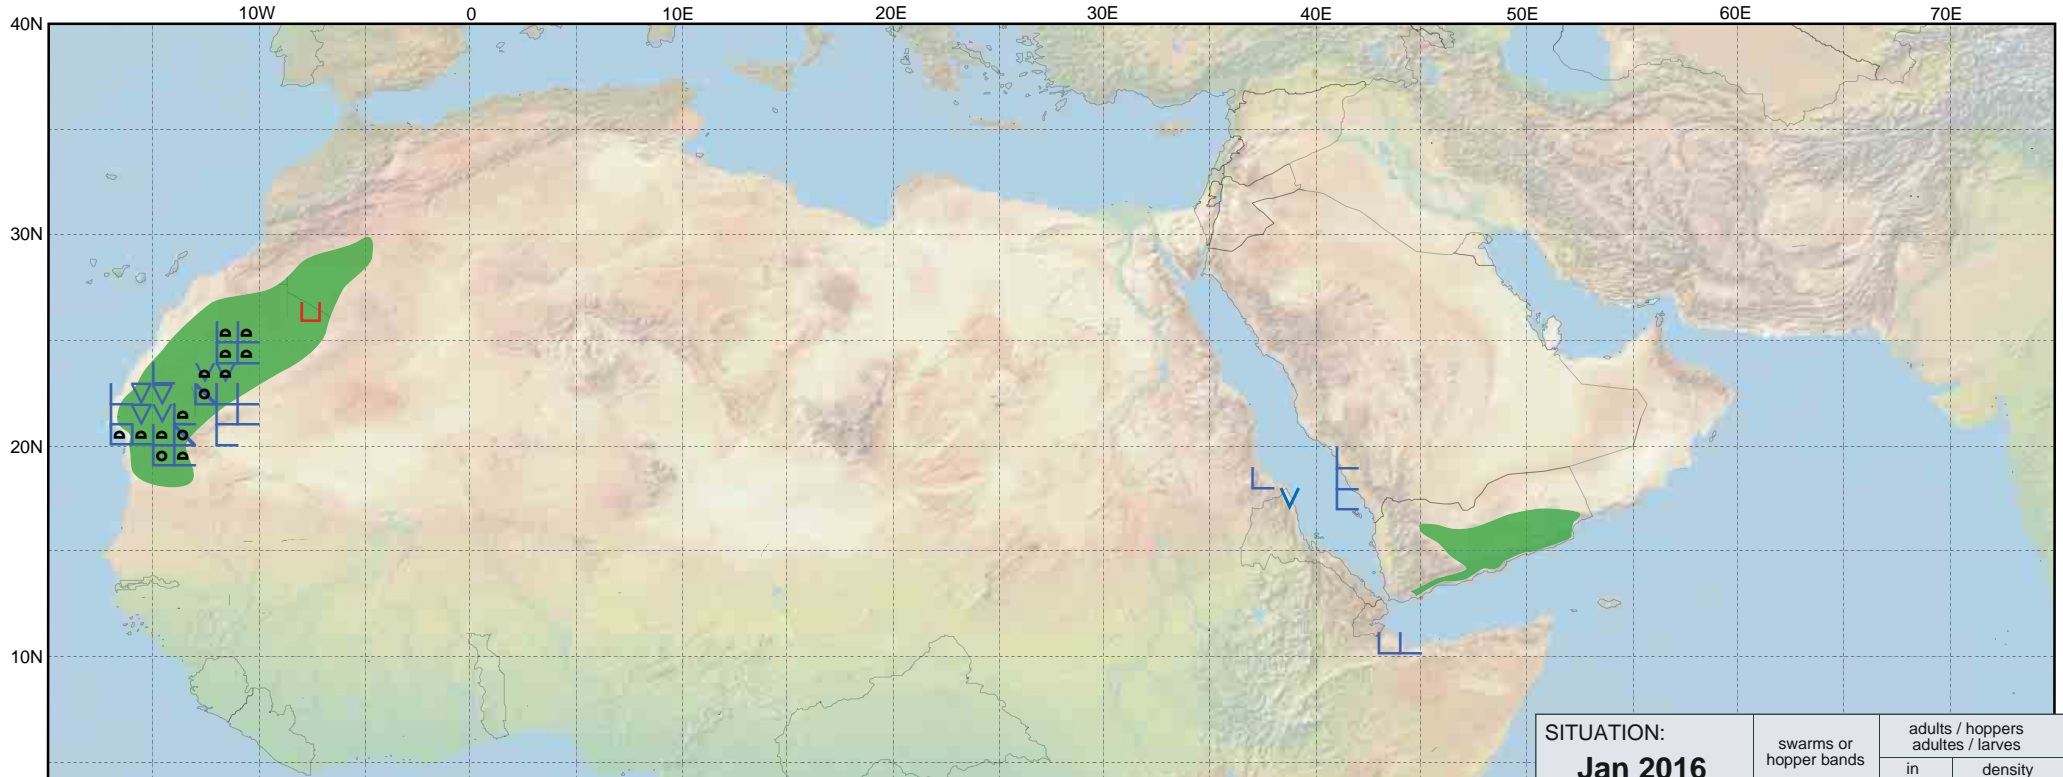 10W 0 10E 20E 30E 40E 50E 60E 70E
40N
30N
20N
10N
D D
D D
D D
O
D
D D D O
O D
SITUATION:
Jan 2016
swarms or
hopper bands
adults / hoppers
adultes / larves
in
density